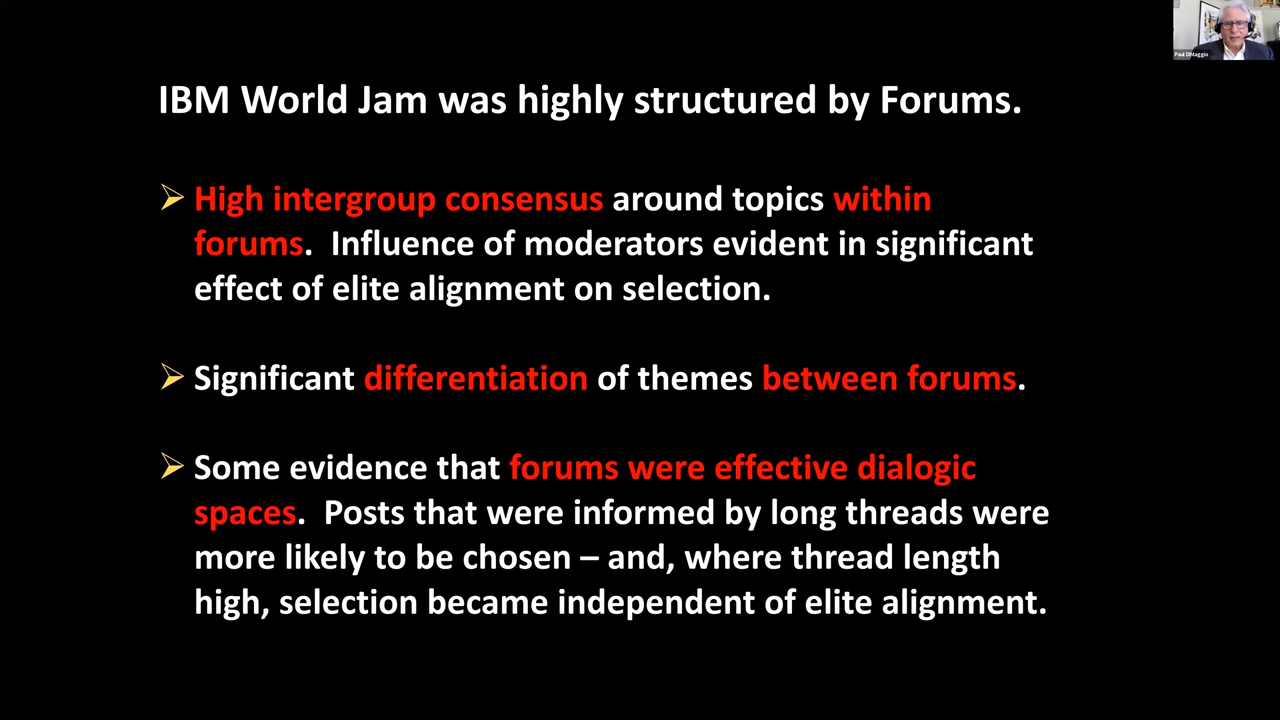 Paul DiMaggio
IBM World Jam was highly structured by Forums.
➢ High intergroup consensus around topics within
forums.  Influence of moderators evident in significant
effect of elite alignment on selection.
➢ Significant differentiation of themes between forums.
➢ Some evidence that forums were effective dialogic
spaces.  Posts that were informed by long threads were
more likely to be chosen – and, where thread length
high, selection became independent of elite alignment.